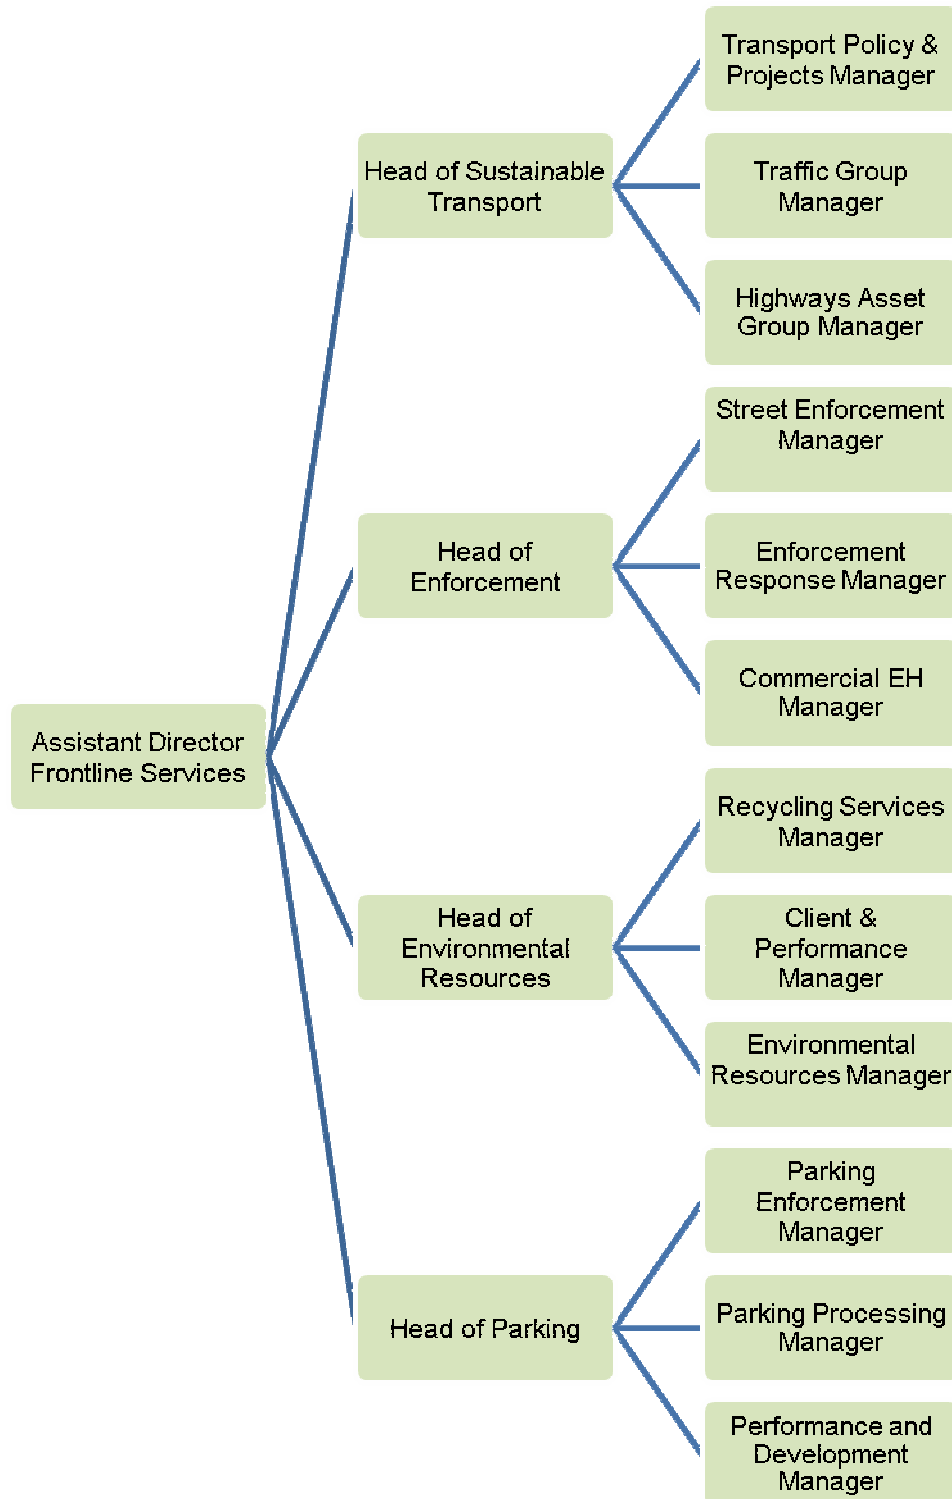 Transport Policy &
Projects Manager
Head of Sustainable
Transport
Traffic Group
Manager
Highways Asset
Group Manager
Street Enforcement
Manager
Head of
Enforcement
Enforcement
Response Manager
Commercial EH
Manager
Assistant Director
Frontline Services
Recycling Services
Manager
Head of
Environmental
Resources
Client &
Performance
Manager
Environmental
Resources Manager
Parking
Enforcement
Manager
Head of Parking
Parking Processing
Manager
Performance and
Development
Manager